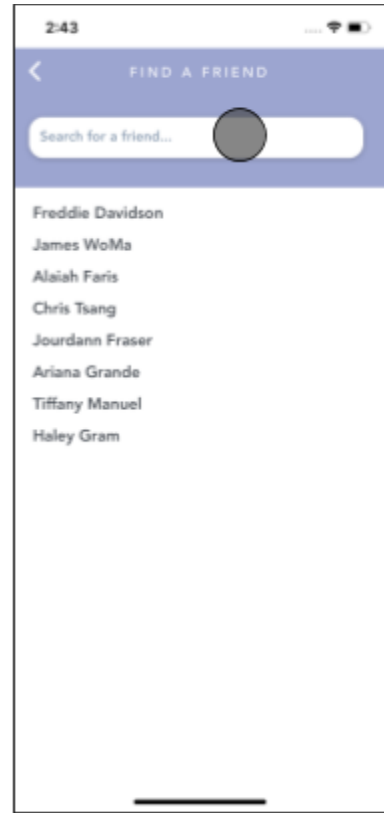 2:43
FIND A FRIEND
Search for a friend...
Freddie Davidson
James WoMa
Alaiah Faris
Chris Tsang
Jourdann Fraser
Ariana Grande
Tiffany Manuel
Haley Gram